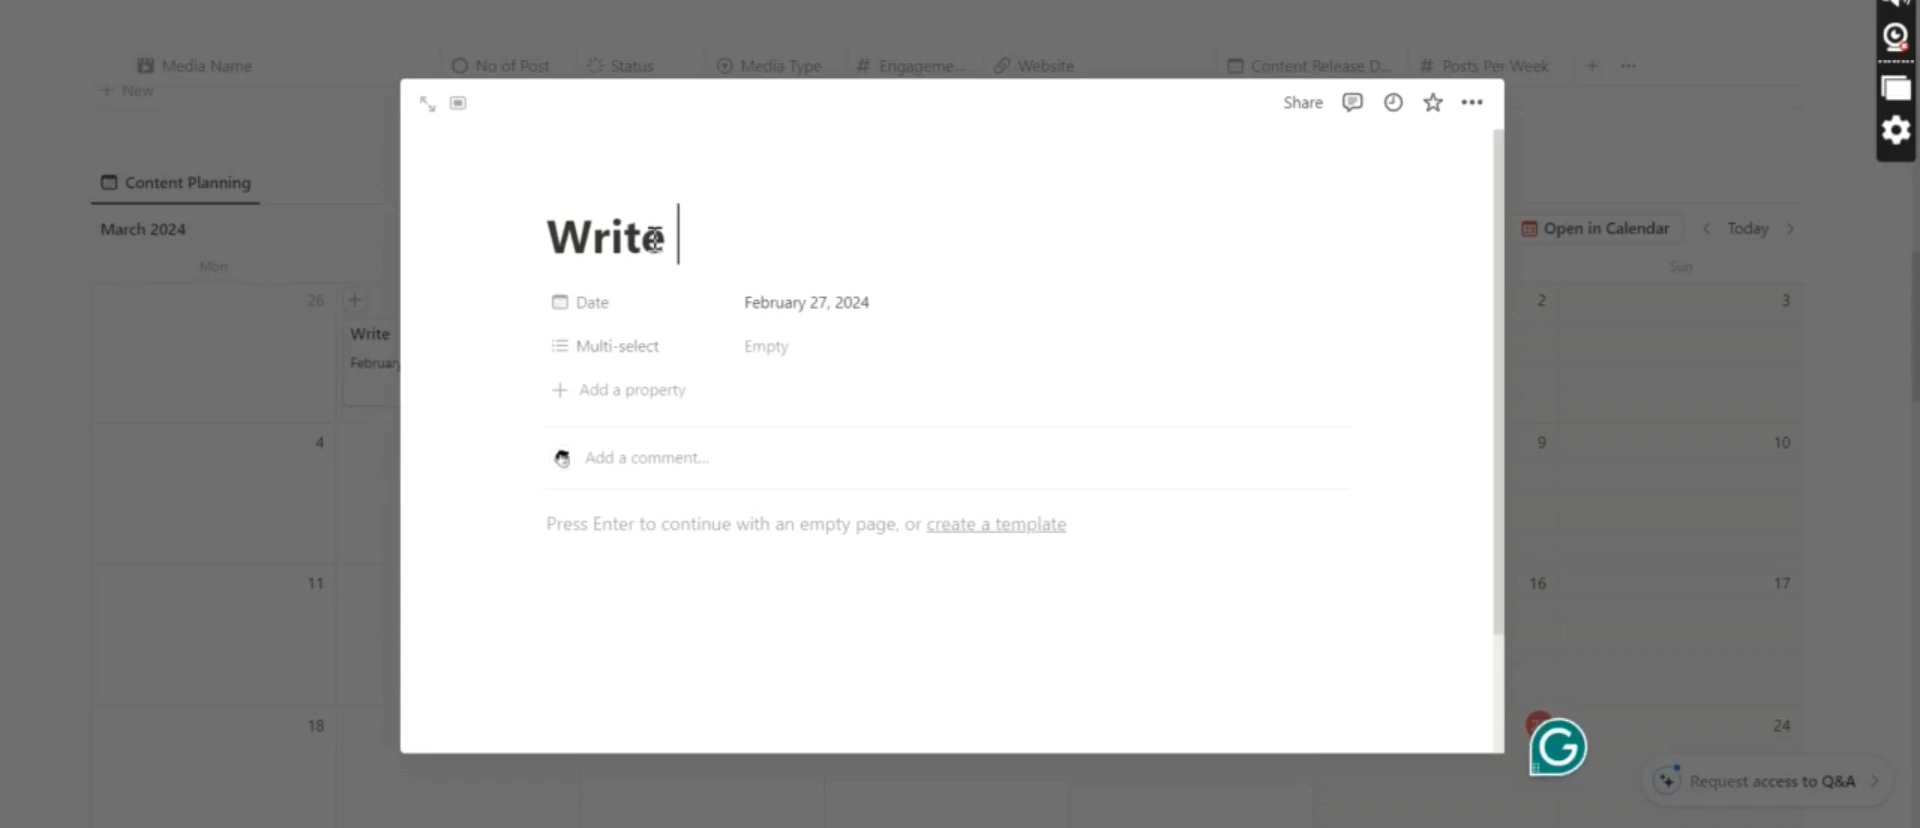 Media Name No of Post Status Media Type # Engageme... Website Content Release D... # Posts Per Week + ...
+ New
Share
Content Planning
March 2024
Open in Calendar < Today >
Write
Mon
Sun
26 +
2
3
Date February 27, 2024
Write
February
Multi-select Empty
+ Add a property
4
9
10
Add a comment...
Press Enter to continue with an empty page, or create a template
11
16
17
18
24
G
Request access to Q&A >